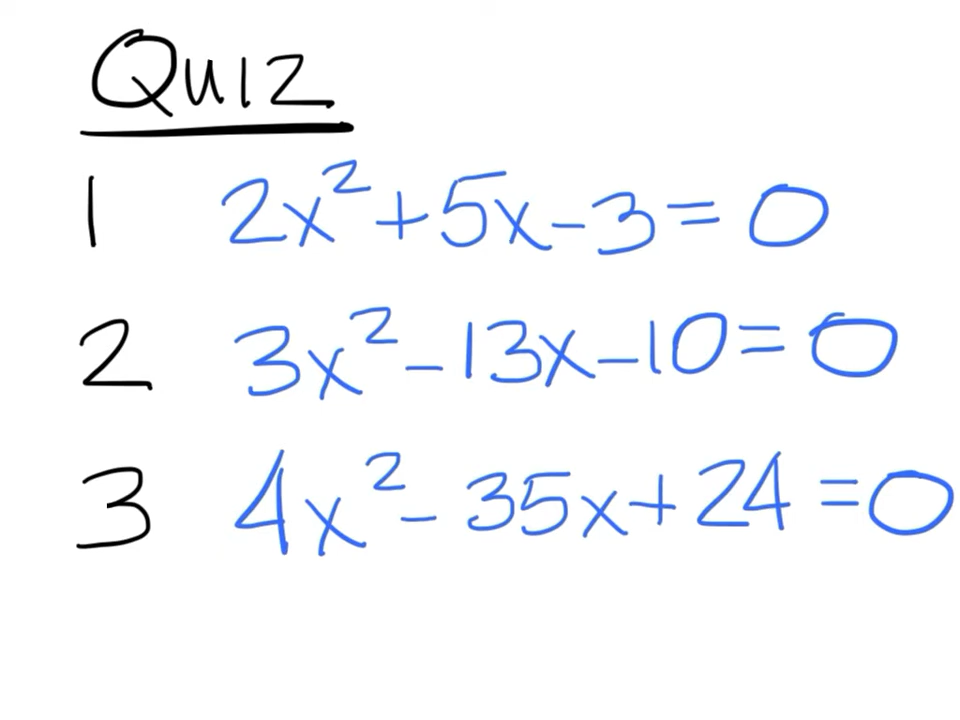 QUIZ
1 2x² + 5x - 3 = 0
2 3x² - 13x - 10 = 0
3 4x² - 35x + 24 = 0